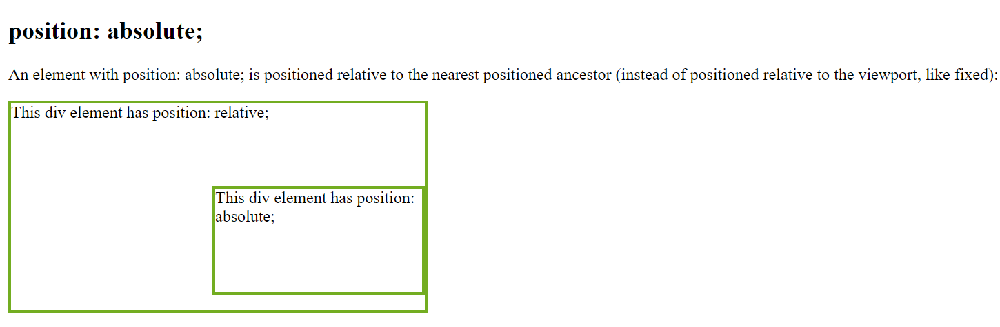 position: absolute;
An element with position: absolute; is positioned relative to the nearest positioned ancestor (instead of positioned relative to the viewport, like fixed):
This div element has position: relative;
This div element has position:
absolute;